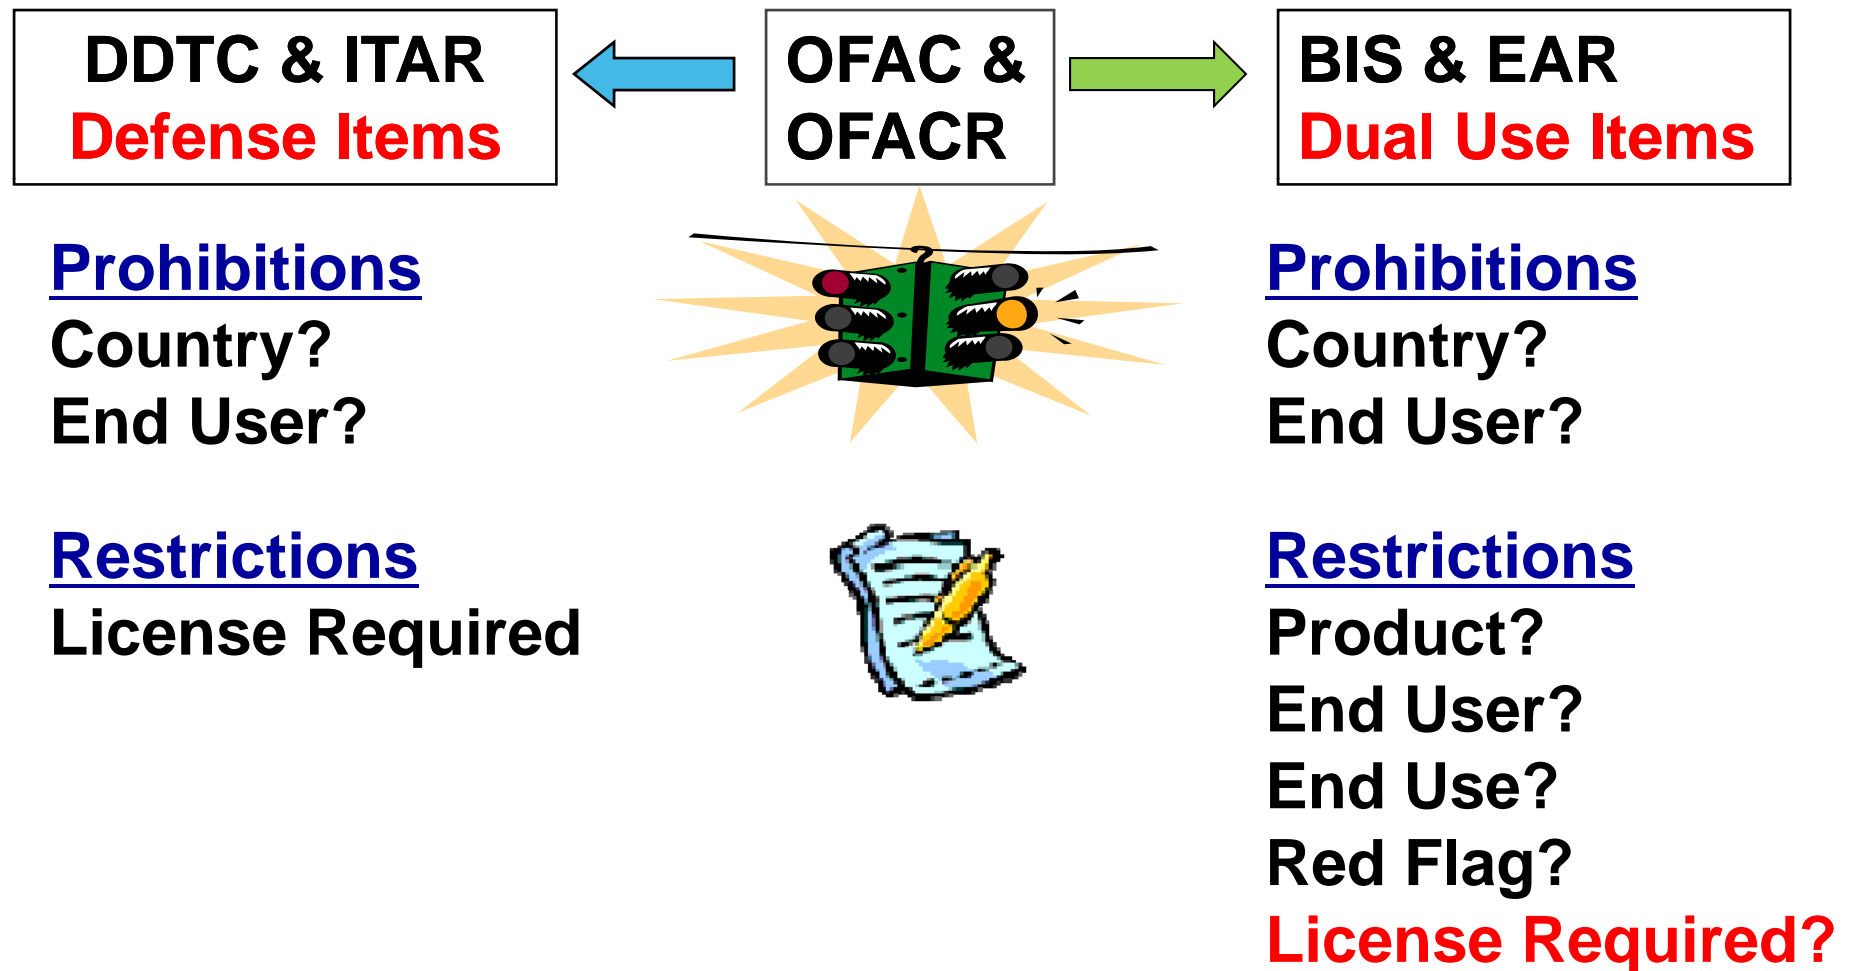 DDTC & ITAR
Defense Items
OFAC &
OFACR
BIS & EAR
Dual Use Items
Prohibitions
Country?
End User?
Restrictions
License Required
Prohibitions
Country?
End User?
Restrictions
Product?
End User?
End Use?
Red Flag?
License Required?